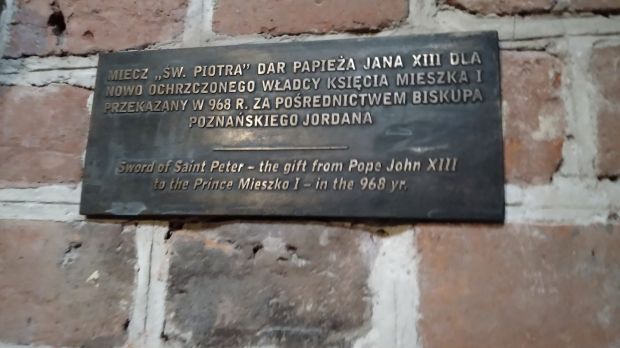 MIECZ „ŚW. PIOTRA” DAR PAPIEŻA JANA XIII DLA
NOWO OCHRZCZONEGO WŁADCY KSIĘCIA MIESZKA I
PRZEKAZANY W 968 R. ZA POŚREDNICTWEM BISKUPA
POZNAŃSKIEGO JORDANA
Sword of Saint Peter – the gift from Pope John XIII
to the Prince Mieszko I – in the 968 yr.